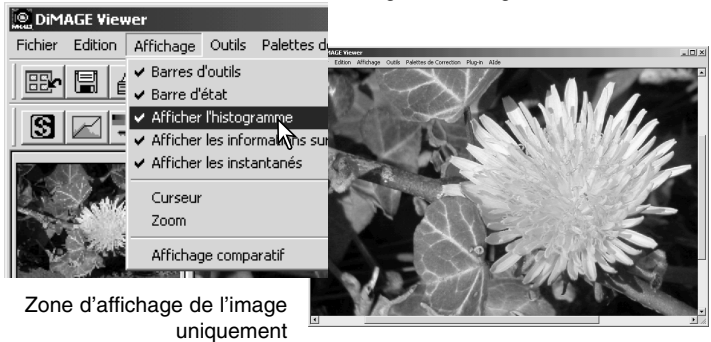 DiMAGE Viewer
Fichier Edition Affichage Outils Palettes d
Barres d'outils
Barre d'état
Afficher l'histogramme
Afficher les informations sur
Afficher les instantanés
Curseur
Zoom
Affichage comparatif
AGE Viewer
Edition Affichage Outils Palettes de Correction Plug-in Aide
Zone d'affichage de l'image
uniquement